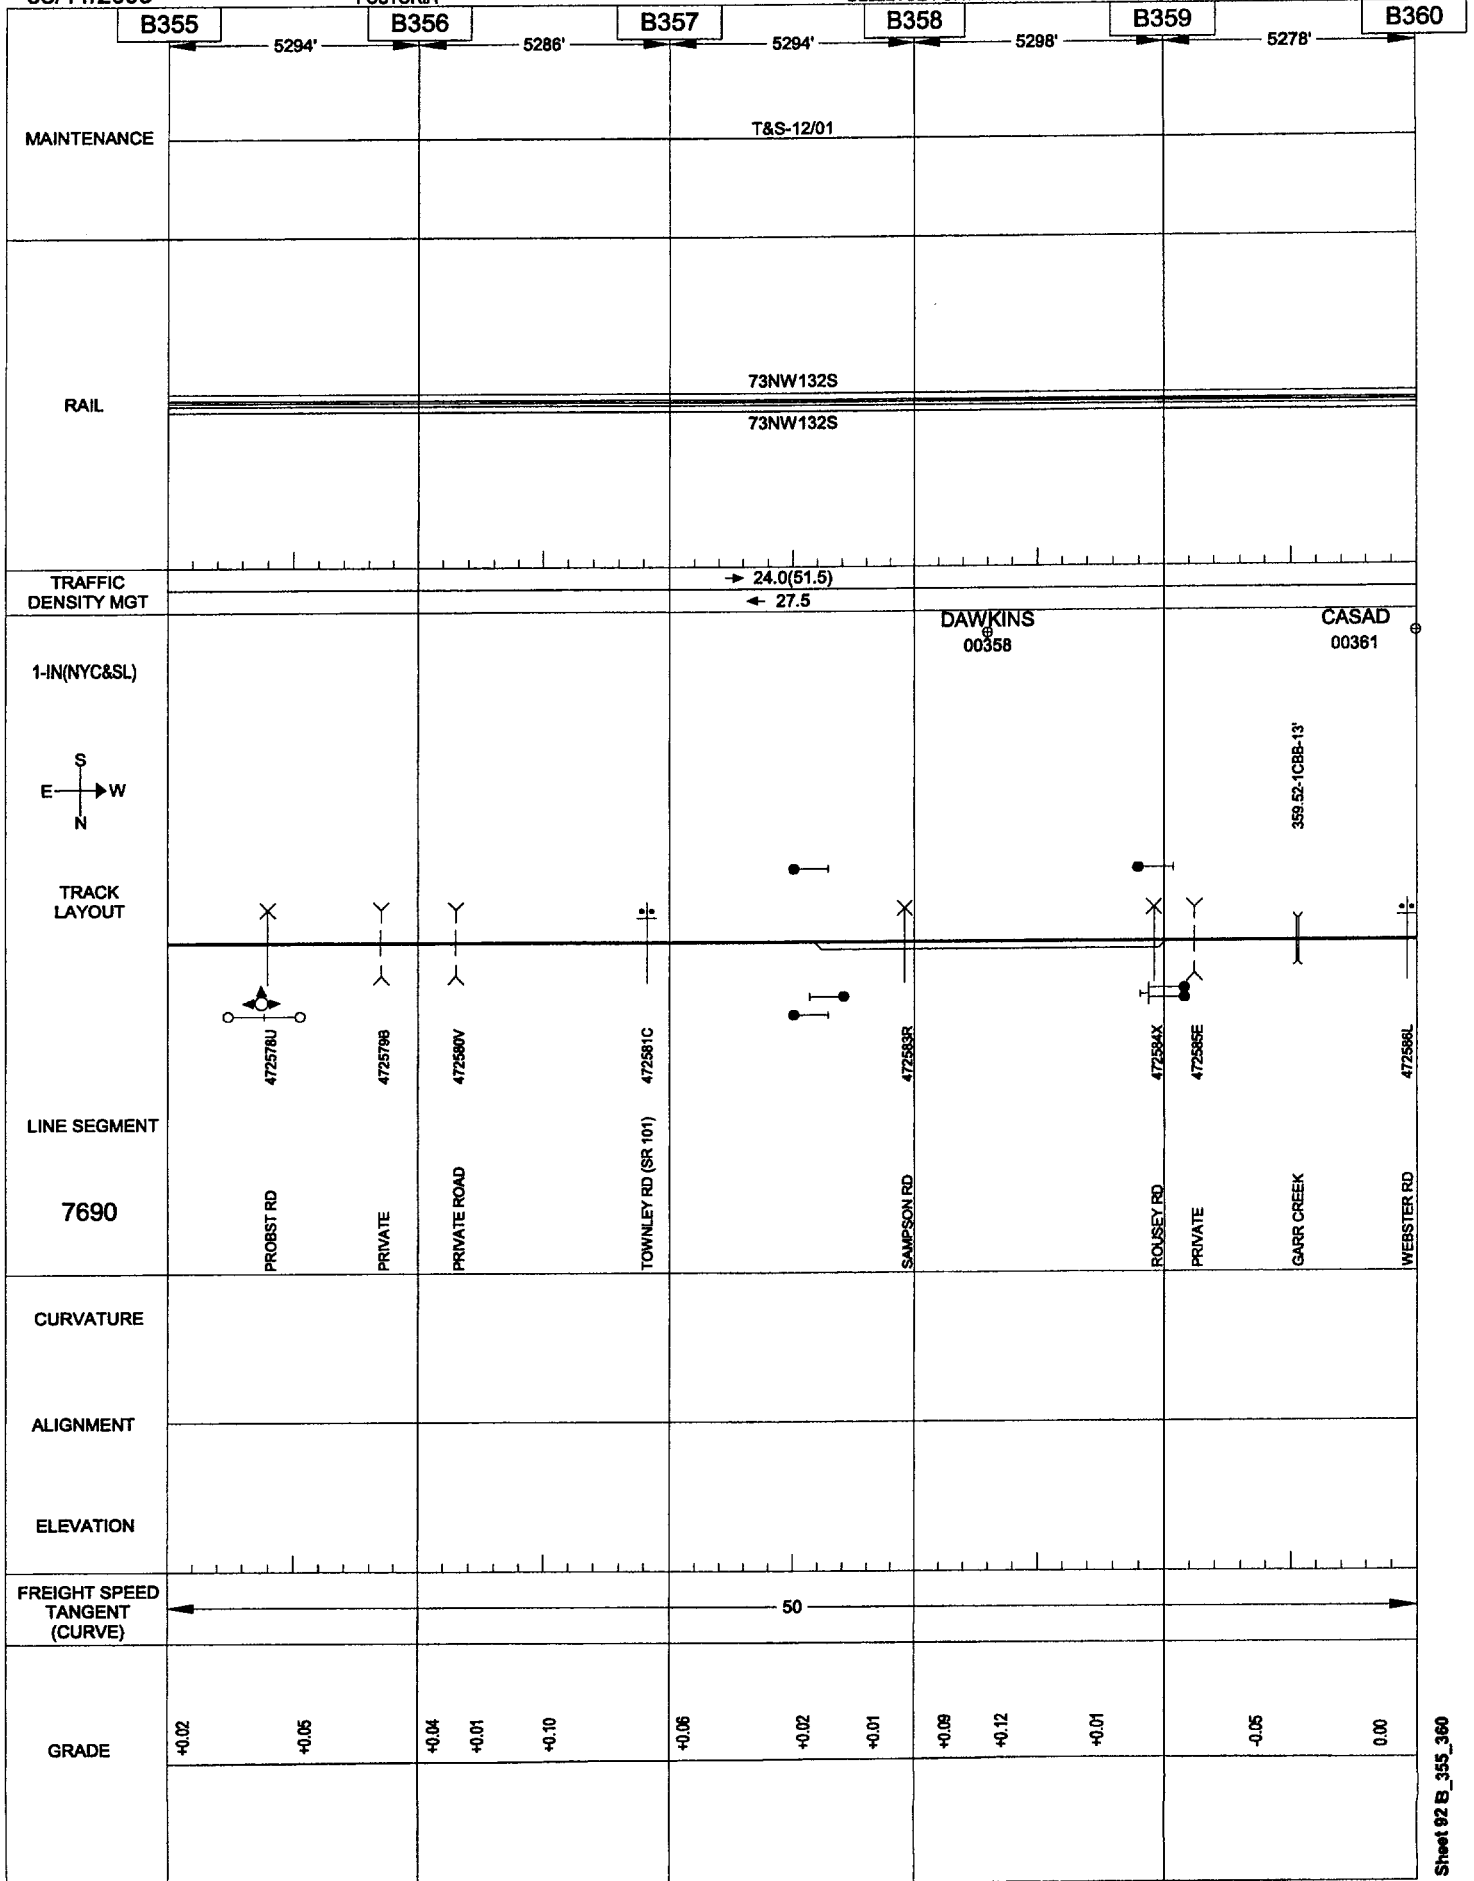 B355 B356 B357 B358 B359 B360
5294' 5286' 5294' 5298' 5278'
MAINTENANCE
T&S-12/01
RAIL
73NW132S
73NW132S
TRAFFIC
DENSITY MGT
24.0(51.5)
27.5
DAWKINS
00358
CASAD
00361
1-IN(NYC&SL)
S
E W
N
359.52-1CBB-13'
TRACK
LAYOUT
472578U
472579B
472580V
472581C
472583R
472584X
472585E
472586L
LINE SEGMENT
7690
PROBST RD
PRIVATE
PRIVATE ROAD
TOWNLEY RD (SR 101)
SAMPSON RD
ROUSEY RD
PRIVATE
GARR CREEK
WEBSTER RD
CURVATURE
ALIGNMENT
ELEVATION
FREIGHT SPEED
TANGENT
(CURVE)
50
GRADE
+0.02
+0.05
+0.04
+0.01
+0.10
+0.06
+0.02
+0.01
+0.09
+0.12
+0.01
-0.05
0.00
Sheet 92 B_355_360